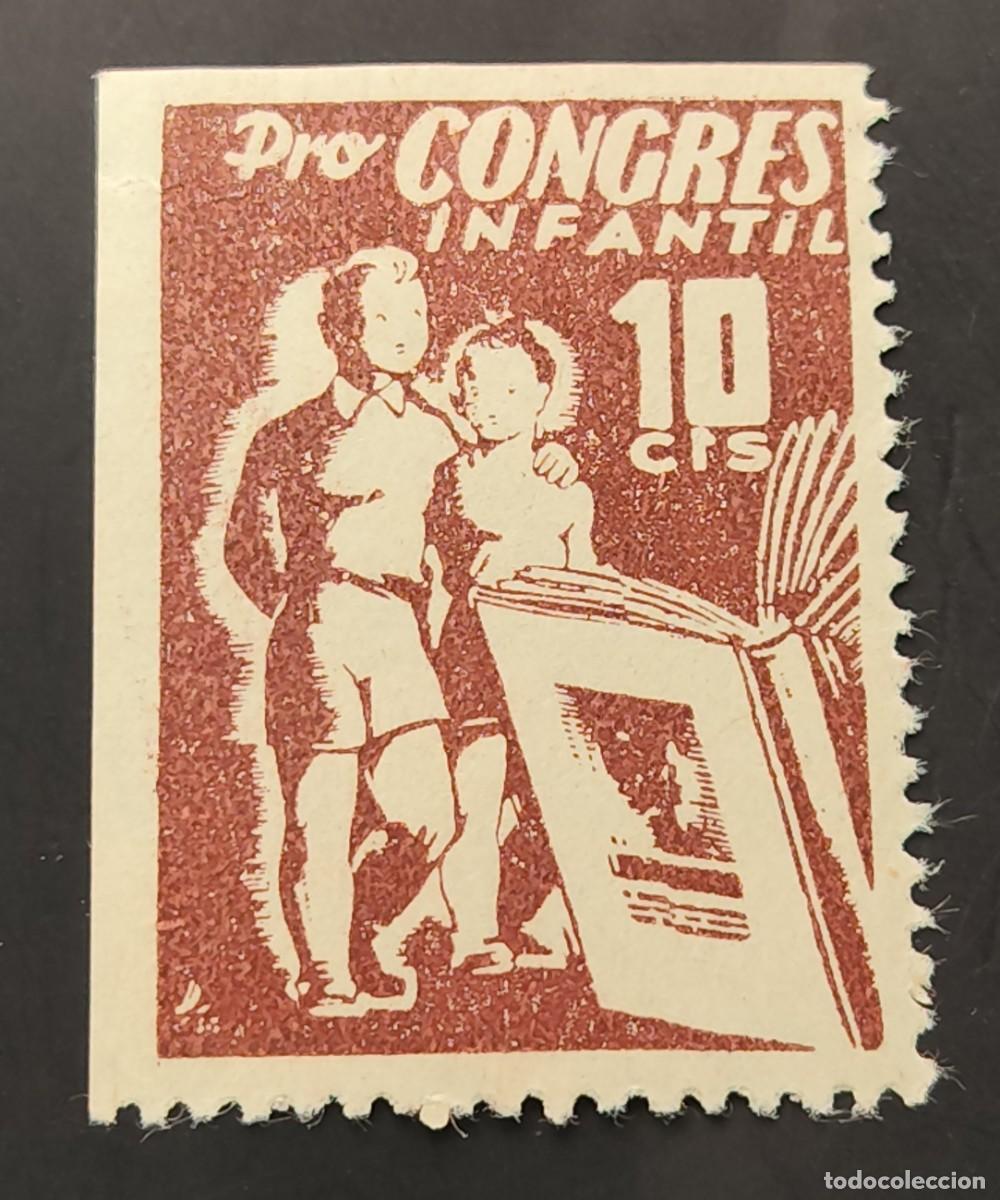 Pro CONGRES
INFANTIL
10
cts
todocoleccion